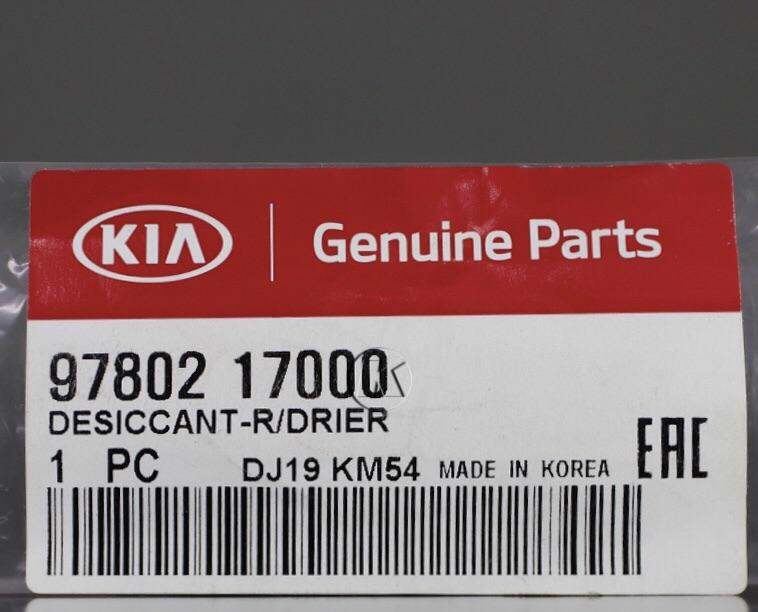 KIA Genuine Parts
97802 17000
DESICCANT-R/DRIER
1 PC DJ19 KM54 MADE IN KOREA EAC